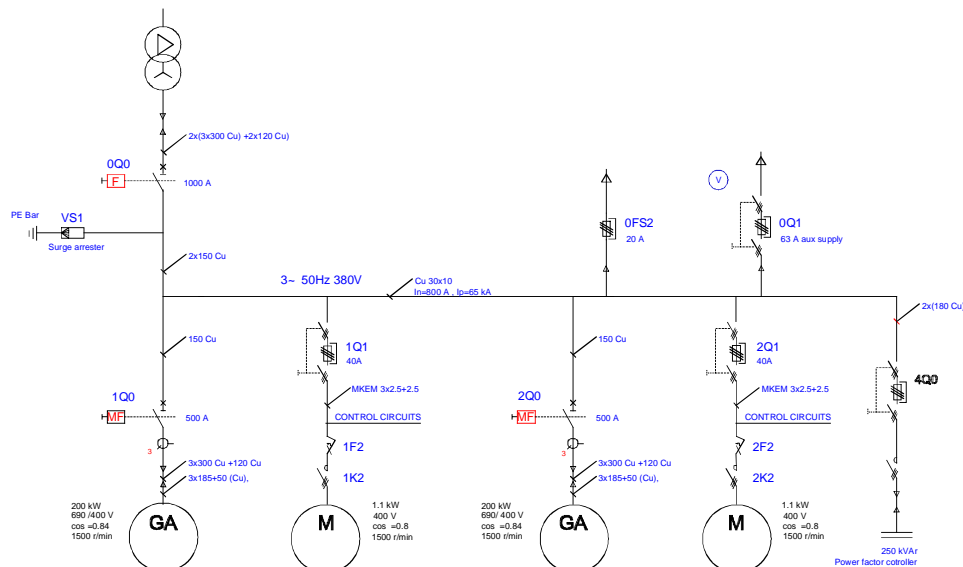 2x(3x300 Cu) +2x120 Cu)
0Q0
F
1000 A
PE Bar
VS1
Surge arrester
2x150 Cu
V
0FS2
20 A
0Q1
63 A aux supply
3~ 50Hz 380V
Cu 30x10
In=800 A , Ip=65 kA
2x(180 Cu)
150 Cu
1Q1
40A
150 Cu
2Q1
40A
4Q0
MKEM 3x2.5+2.5
MKEM 3x2.5+2.5
1Q0
MF
500 A
CONTROL CIRCUITS
2Q0
MF
500 A
CONTROL CIRCUITS
3
1F2
3
2F2
3x300 Cu +120 Cu
3x185+50 (Cu),
1K2
3x300 Cu +120 Cu
3x185+50 (Cu),
2K2
200 kW
690 /400 V
cos =0.84
1500 r/min
GA
M
1.1 kW
400 V
cos =0.8
1500 r/min
200 kW
690/ 400 V
cos =0.84
1500 r/min
GA
M
1.1 kW
400 V
cos =0.8
1500 r/min
250 kVAr
Power factor cotroller